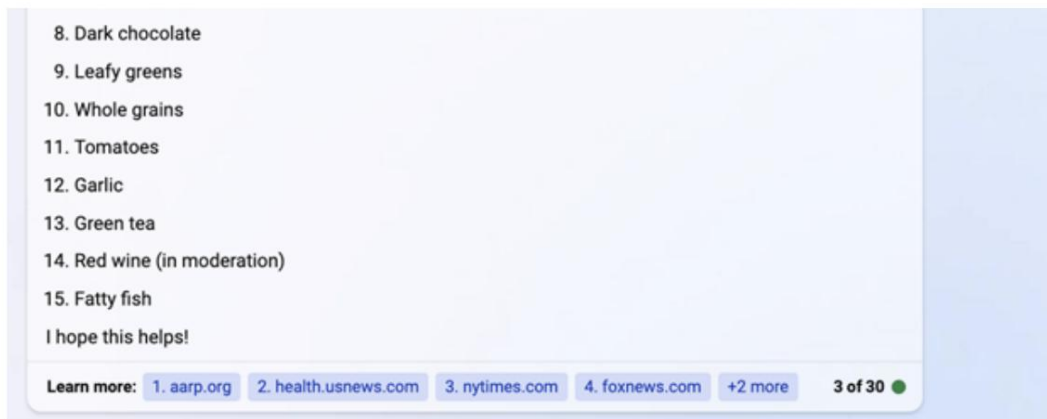 8. Dark chocolate
9. Leafy greens
10. Whole grains
11. Tomatoes
12. Garlic
13. Green tea
14. Red wine (in moderation)
15. Fatty fish
I hope this helps!
Learn more: 1. aarp.org 2. health.usnews.com 3. nytimes.com 4. foxnews.com +2 more 3 of 30